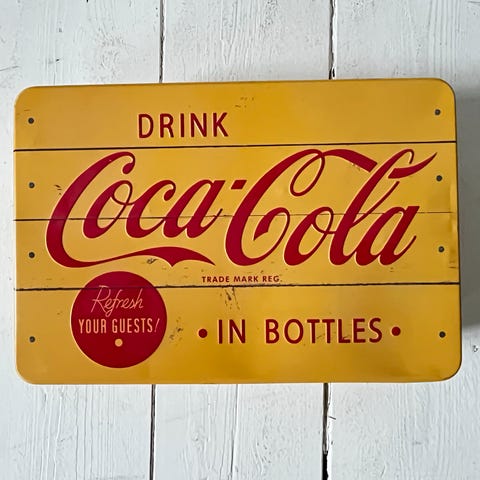 DRINK
Coca-Cola
TRADE MARK REG.
Refresh
YOUR GUESTS!
• IN BOTTLES •